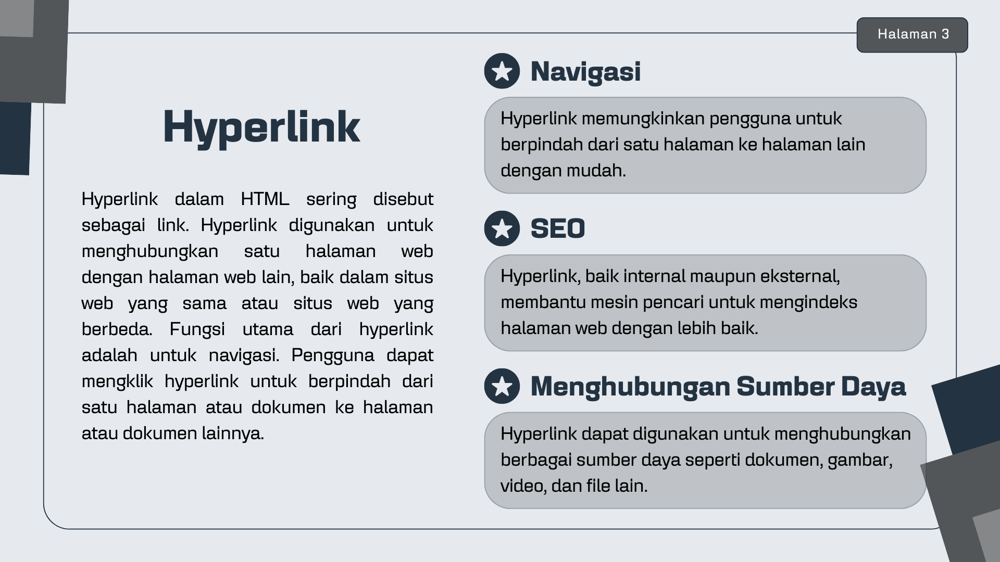 Halaman 3
Hyperlink
Hyperlink dalam HTML sering disebut
sebagai link. Hyperlink digunakan untuk
menghubungkan satu halaman web
dengan halaman web lain, baik dalam situs
web yang sama atau situs web yang
berbeda. Fungsi utama dari hyperlink
adalah untuk navigasi. Pengguna dapat
mengklik hyperlink untuk berpindah dari
satu halaman atau dokumen ke halaman
atau dokumen lainnya.
Navigasi
Hyperlink memungkinkan pengguna untuk
berpindah dari satu halaman ke halaman lain
dengan mudah.
SEO
Hyperlink, baik internal maupun eksternal,
membantu mesin pencari untuk mengindeks
halaman web dengan lebih baik.
Menghubungan Sumber Daya
Hyperlink dapat digunakan untuk menghubungkan
berbagai sumber daya seperti dokumen, gambar,
video, dan file lain.